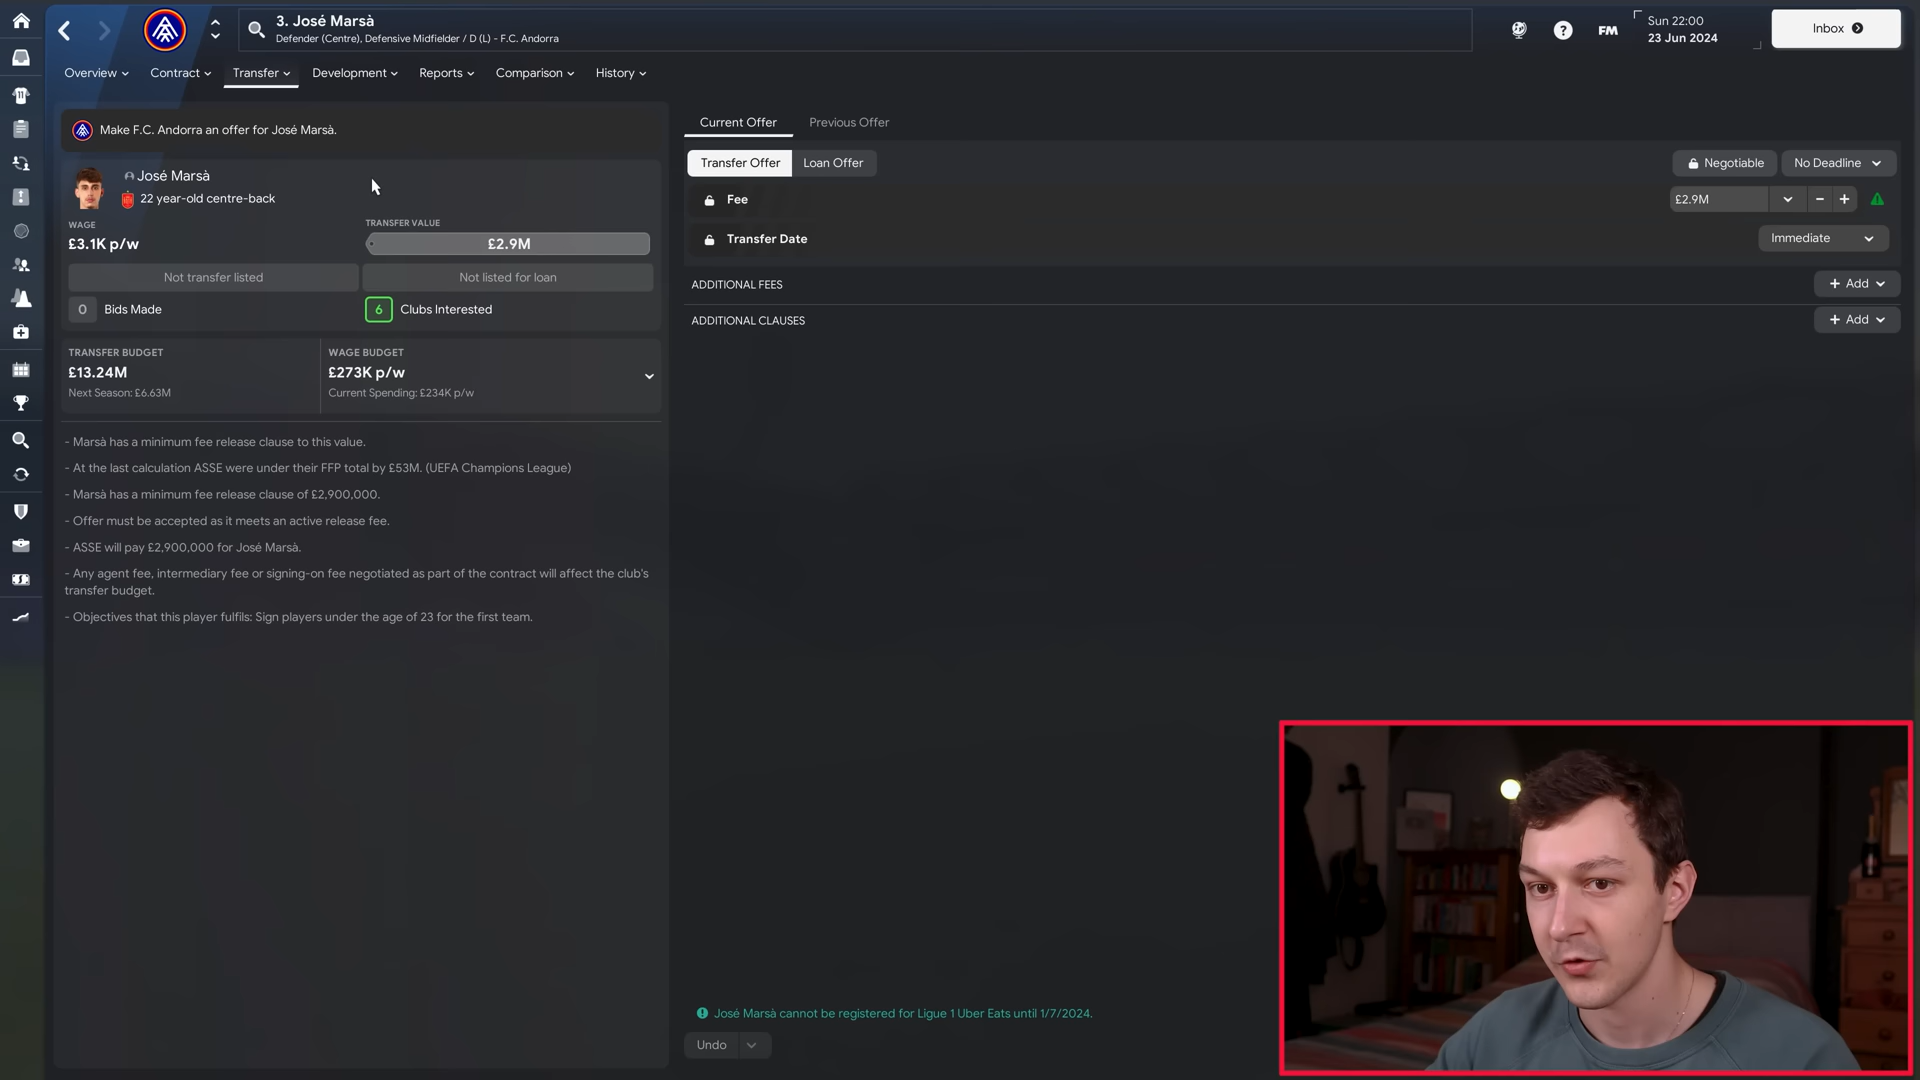 3. José Marsà
Defender (Centre), Defensive Midfielder / D (L) - F.C. Andorra
FM
Sun 22:00
23 Jun 2024
Inbox
Overview
Contract
Transfer
Development
Reports
Comparison
History
Make F.C. Andorra an offer for José Marsà.
José Marsà
22 year-old centre-back
WAGE
£3.1K p/w
TRANSFER VALUE
£2.9M
Not transfer listed
Not listed for loan
0 Bids Made
6 Clubs Interested
TRANSFER BUDGET
£13.24M
Next Season: £6.63M
WAGE BUDGET
£273K p/w
Current Spending: £234K p/w
- Marsà has a minimum fee release clause to this value.
- At the last calculation ASSE were under their FFP total by £53M. (UEFA Champions League)
- Marsà has a minimum fee release clause of £2,900,000.
- Offer must be accepted as it meets an active release fee.
- ASSE will pay £2,900,000 for José Marsà.
- Any agent fee, intermediary fee or signing-on fee negotiated as part of the contract will affect the club's
transfer budget.
- Objectives that this player fulfils: Sign players under the age of 23 for the first team.
Current Offer
Previous Offer
Transfer Offer
Loan Offer
Negotiable
No Deadline
Fee
£2.9M
Transfer Date
Immediate
ADDITIONAL FEES
+ Add
ADDITIONAL CLAUSES
+ Add
José Marsà cannot be registered for Ligue 1 Uber Eats until 1/7/2024.
Undo